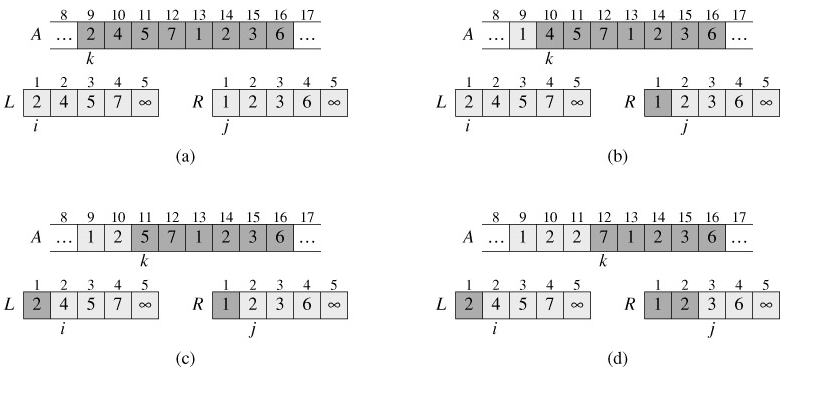 8 9 10 11 12 13 14 15 16 17
A … 2 4 5 7 1 2 3 6 …
k
1 2 3 4 5
L 2 4 5 7 ∞
i
1 2 3 4 5
R 1 2 3 6 ∞
j
(a)
8 9 10 11 12 13 14 15 16 17
A … 1 4 5 7 1 2 3 6 …
k
1 2 3 4 5
L 2 4 5 7 ∞
i
1 2 3 4 5
R 1 2 3 6 ∞
j
(b)
8 9 10 11 12 13 14 15 16 17
A … 1 2 5 7 1 2 3 6 …
k
1 2 3 4 5
L 2 4 5 7 ∞
i
1 2 3 4 5
R 1 2 3 6 ∞
j
(c)
8 9 10 11 12 13 14 15 16 17
A … 1 2 2 7 1 2 3 6 …
k
1 2 3 4 5
L 2 4 5 7 ∞
i
1 2 3 4 5
R 1 2 3 6 ∞
j
(d)